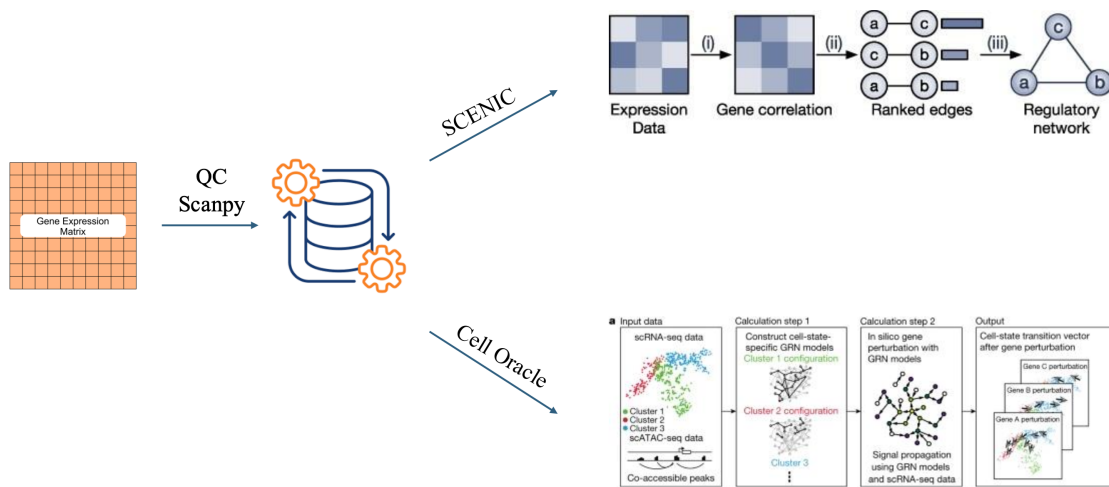 Gene Expression
Matrix
QC
Scanpy
SCENIC
Cell Oracle
(i)
(ii)
(iii)
a
c
c
b
a
b
c
a
b
Expression
Data
Gene correlation
Ranked edges
Regulatory
network
a
Input data
scRNA-seq data
Cluster 1
Cluster 2
Cluster 3
scATAC-seq data
Co-accessible peaks
Calculation step 1
Construct cell-state-
specific GRN models
Cluster 1 configuration
Cluster 2 configuration
Cluster 3
Calculation step 2
In silico gene
perturbation with
GRN models
Signal propagation
using GRN models
and scRNA-seq data
Output
Cell-state transition vector
after gene perturbation
Gene C perturbation
Gene B perturbation
Gene A perturbation